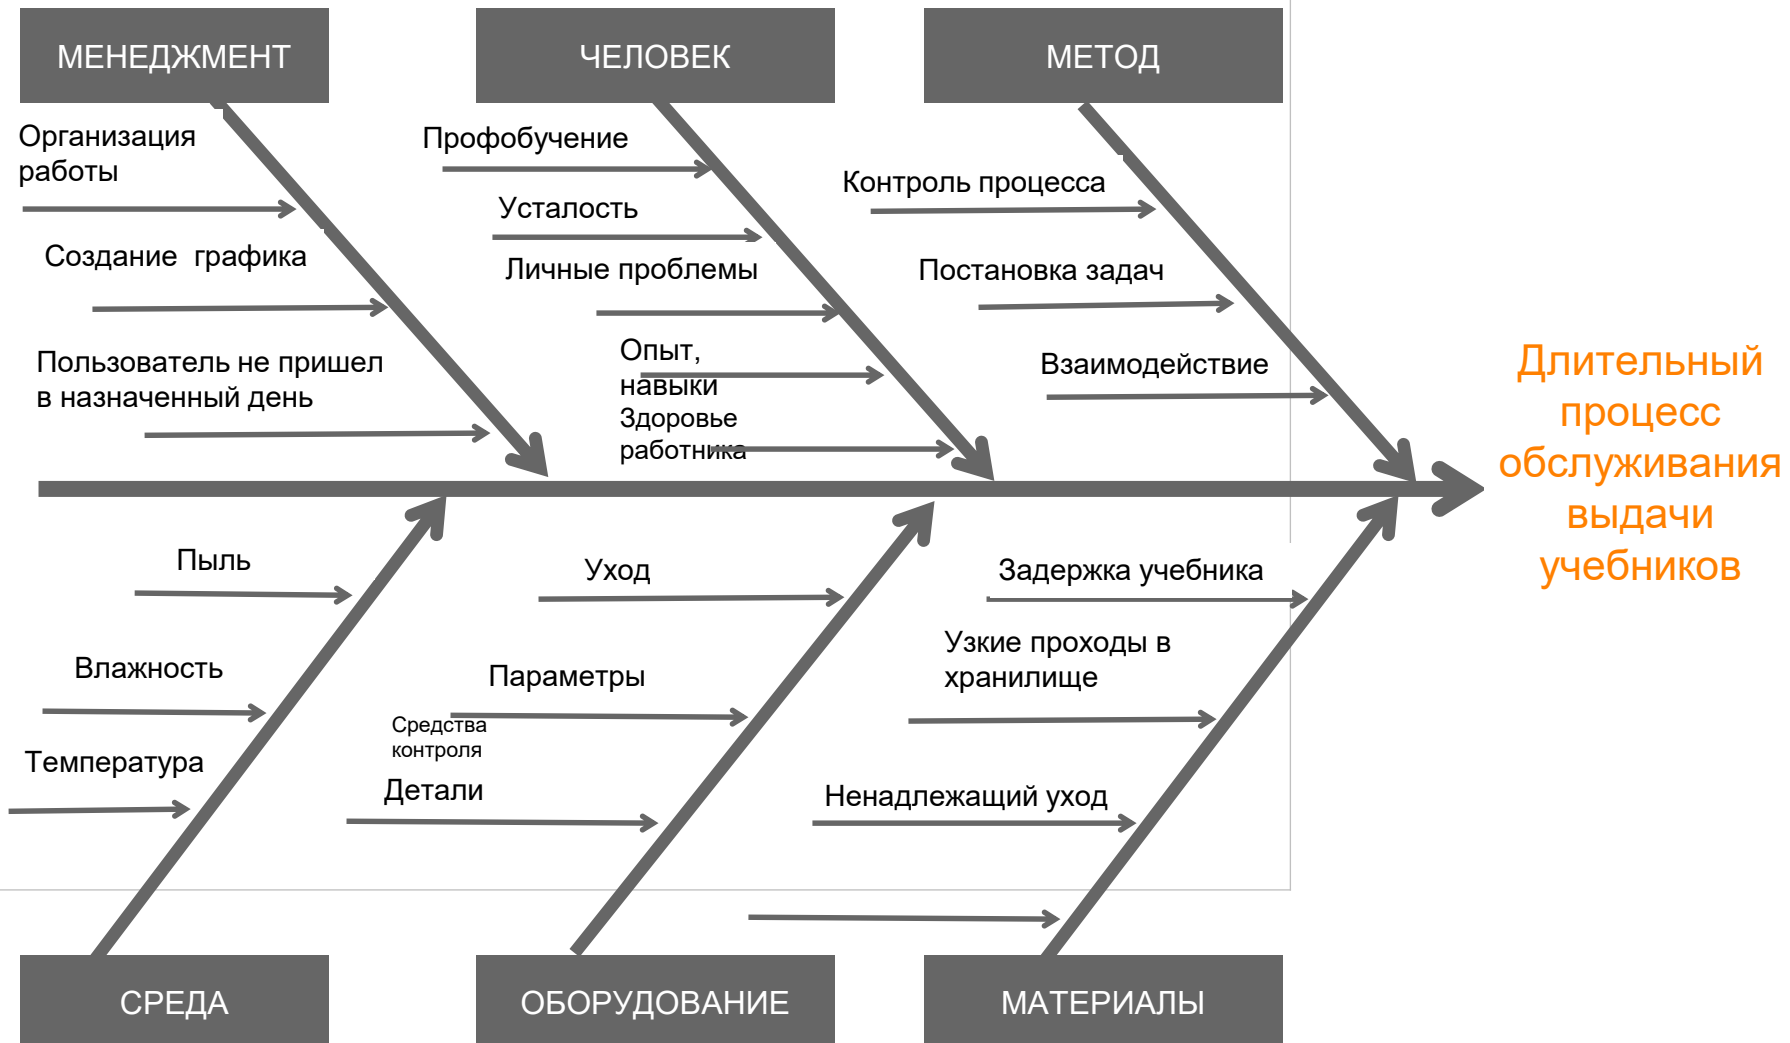 МЕНЕДЖМЕНТ
ЧЕЛОВЕК
МЕТОД
Организация
работы
Создание графика
Пользователь не пришел
в назначенный день
Профобучение
Усталость
Личные проблемы
Опыт,
навыки
Здоровье
работника
Контроль процесса
Постановка задач
Взаимодействие
Длительный
процесс
обслуживания
выдачи
учебников
Пыль
Влажность
Температура
Уход
Параметры
Средства
контроля
Детали
Задержка учебника
Узкие проходы в
хранилище
Ненадлежащий уход
СРЕДА
ОБОРУДОВАНИЕ
МАТЕРИАЛЫ